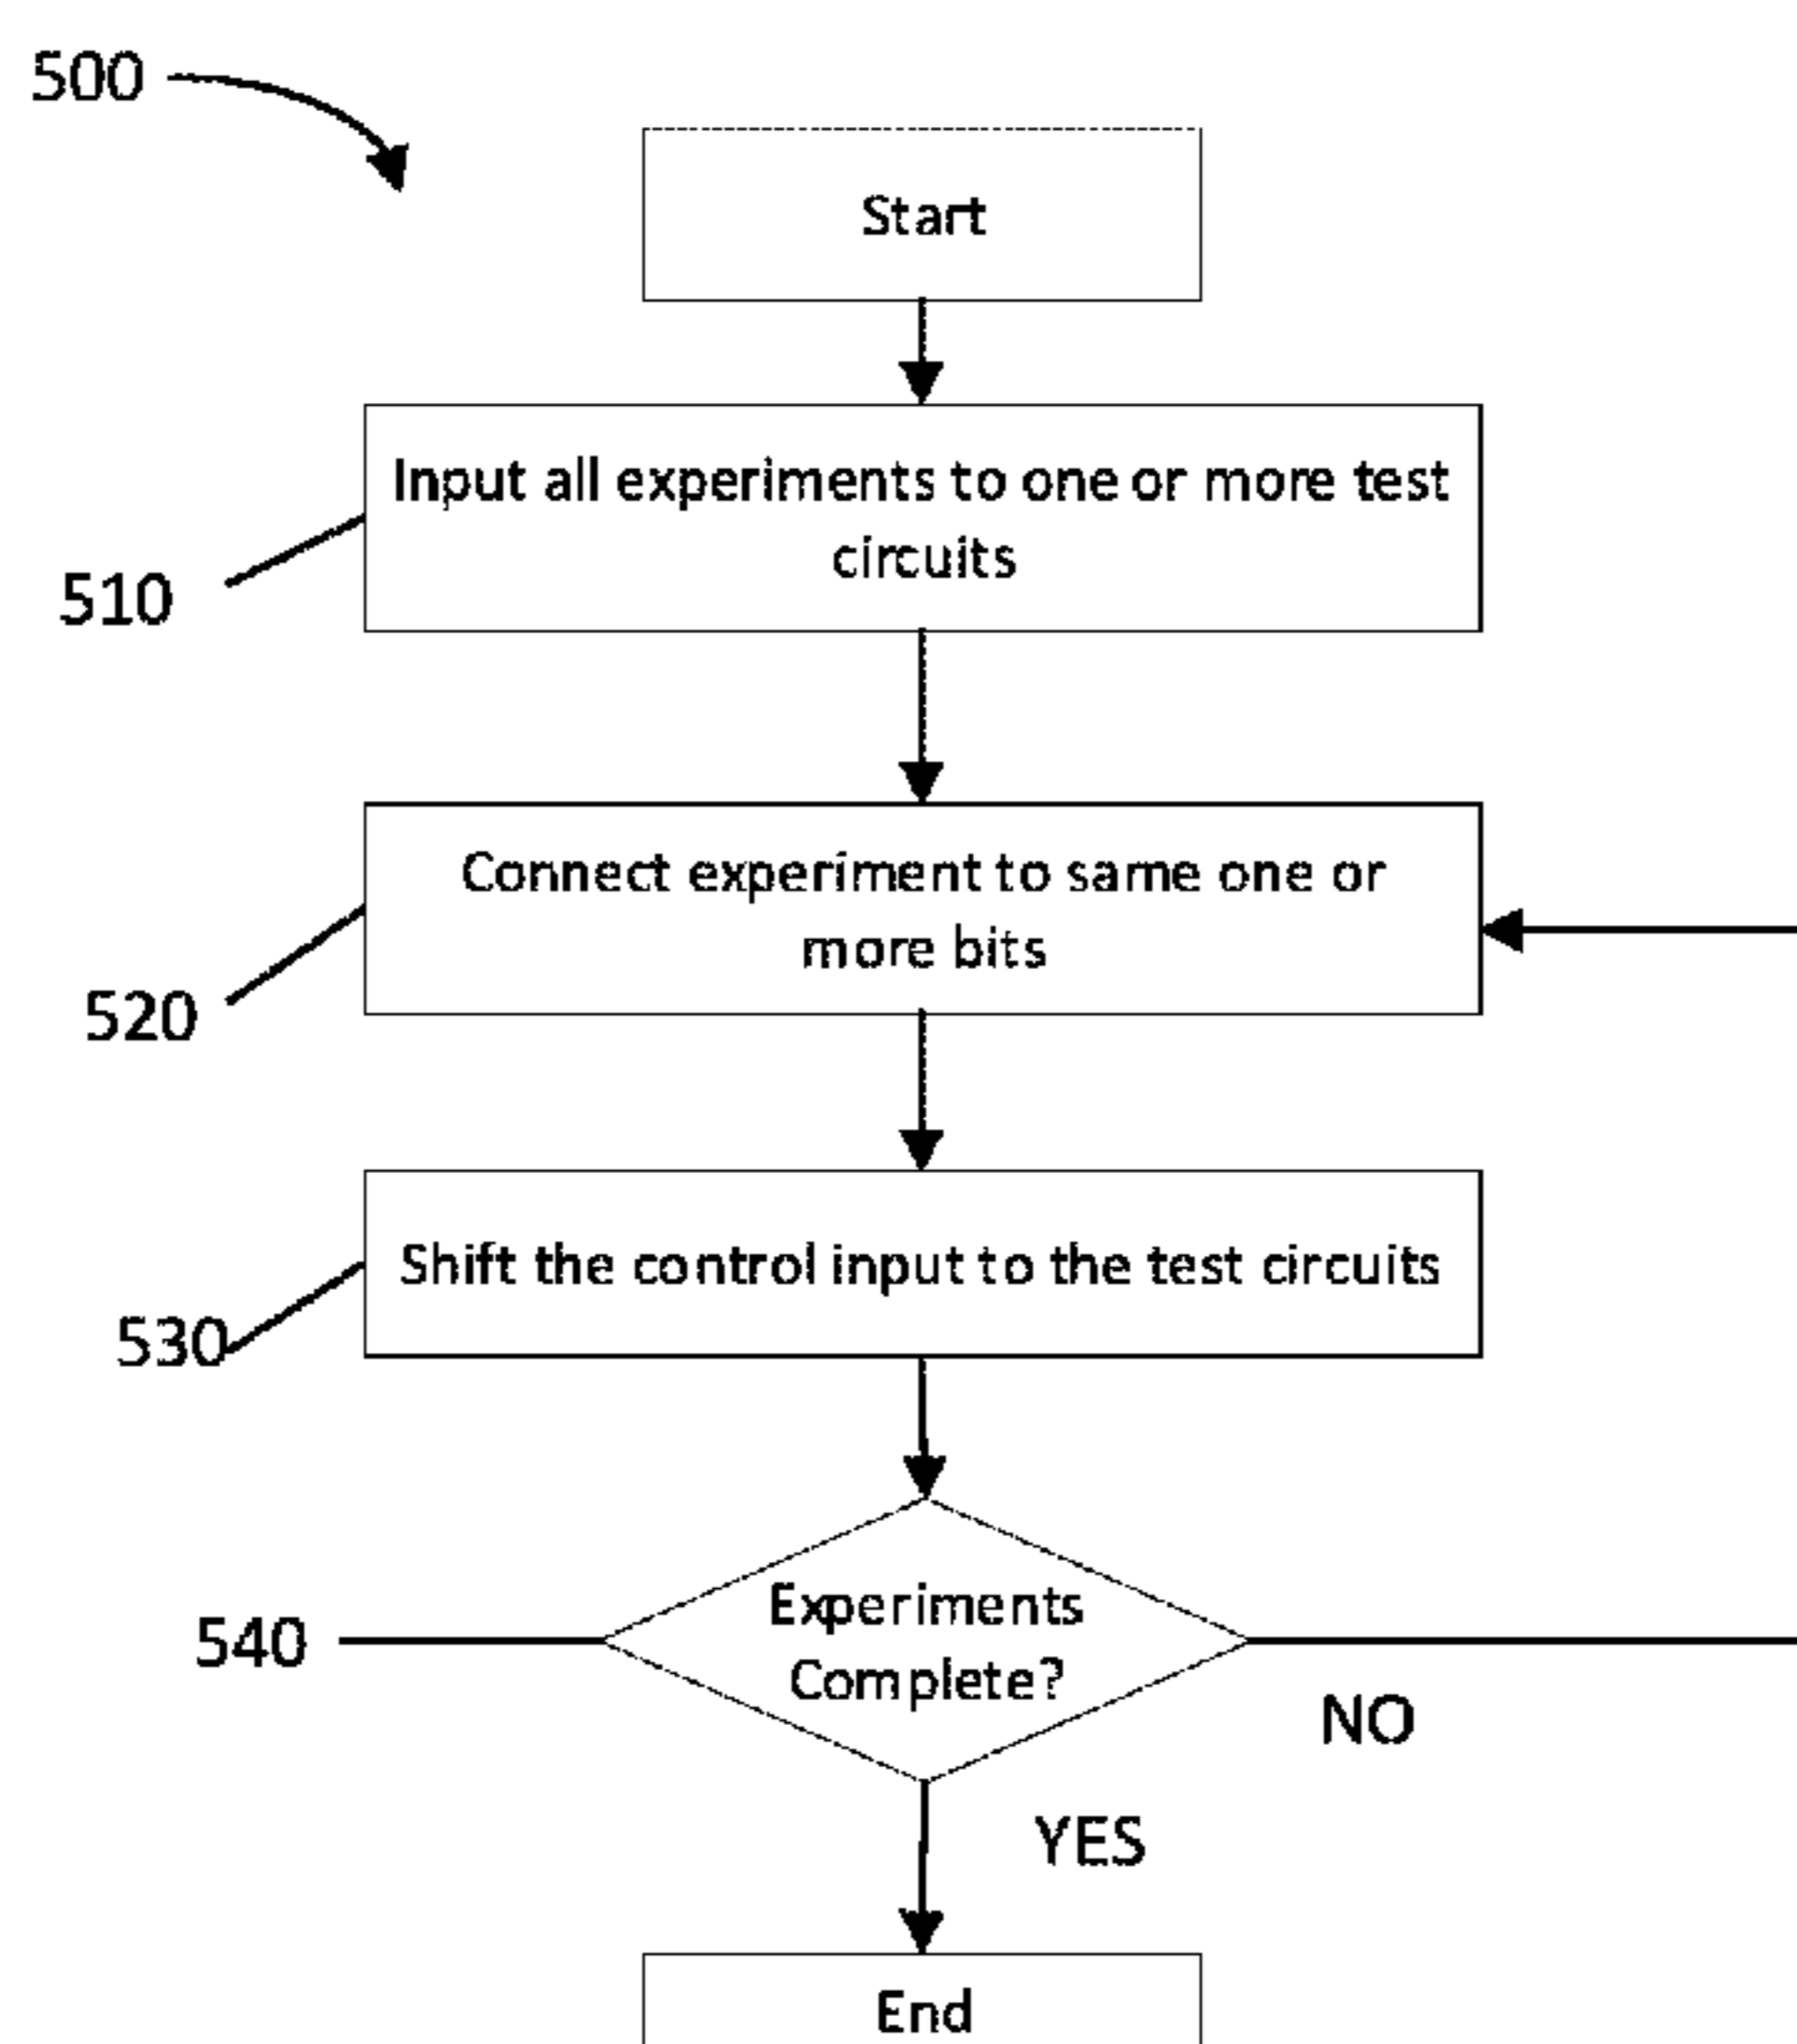 500
Start
Input all experiments to one or more test
circuits
510
Connect experiment to same one or
more bits
520
Shift the control input to the test circuits
530
Experiments
Complete?
540
NO
YES
End